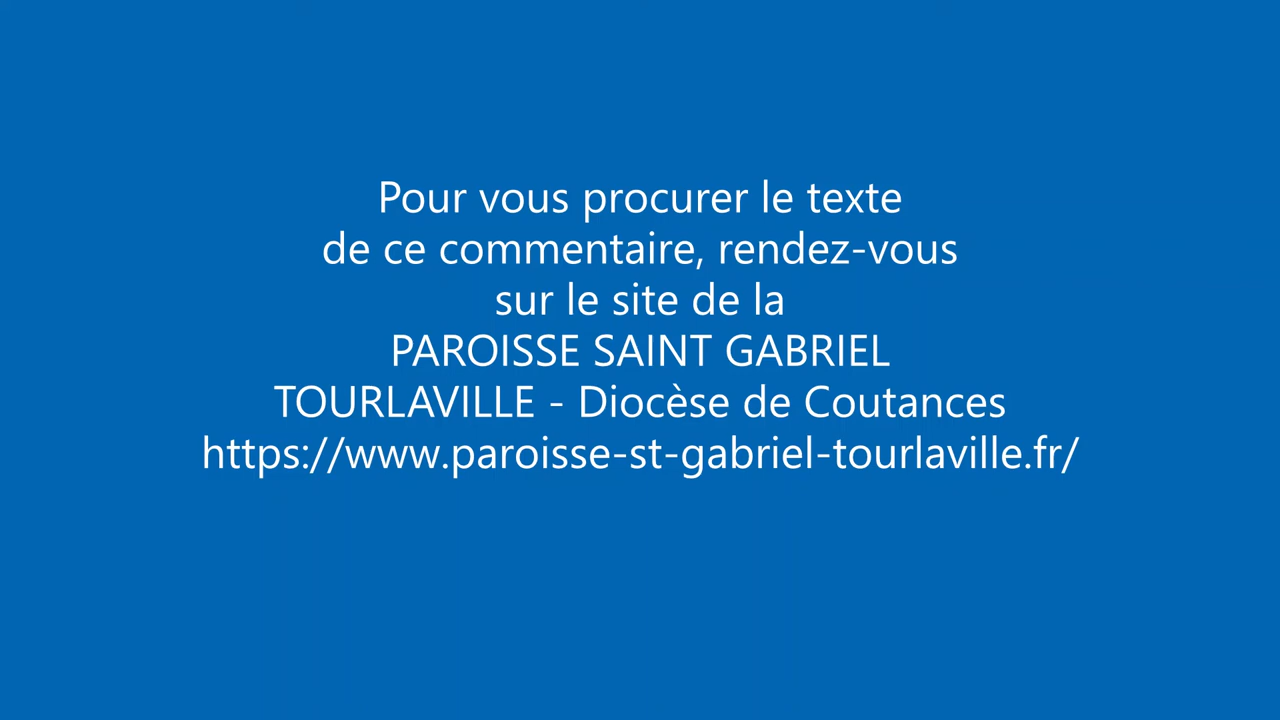 Pour vous procurer le texte
de ce commentaire, rendez-vous
sur le site de la
PAROISSE SAINT GABRIEL
TOURLAVILLE - Diocèse de Coutances
https://www.paroisse-st-gabriel-tourlaville.fr/